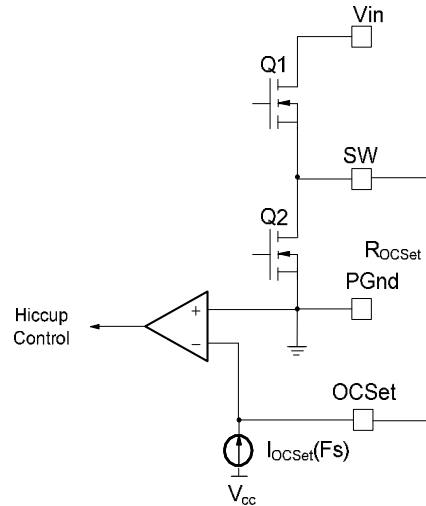 Vin
Q1
SW
Q2
ROCSet
PGnd
+
Hiccup
Control
−
OCSet
IOCSet(Fs)
Vcc